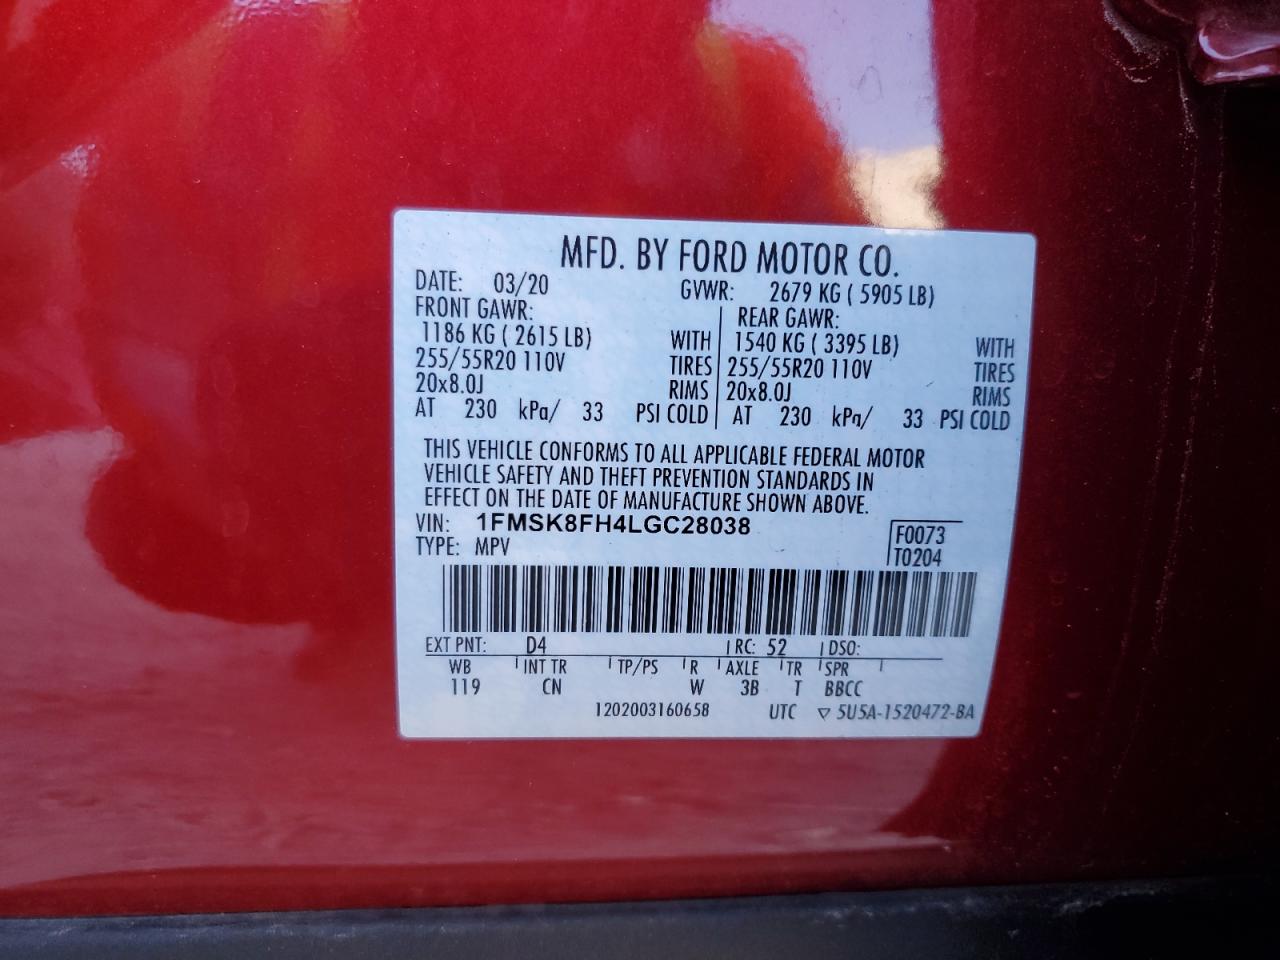 MFD. BY FORD MOTOR CO.
DATE: 03/20 GVWR: 2679 KG ( 5905 LB)
FRONT GAWR: REAR GAWR:
1186 KG ( 2615 LB) WITH 1540 KG ( 3395 LB) WITH
255/55R20 110V TIRES 255/55R20 110V TIRES
20x8.0J RIMS 20x8.0J RIMS
AT 230 kPa/ 33 PSI COLD AT 230 kPa/ 33 PSI COLD
THIS VEHICLE CONFORMS TO ALL APPLICABLE FEDERAL MOTOR
VEHICLE SAFETY AND THEFT PREVENTION STANDARDS IN
EFFECT ON THE DATE OF MANUFACTURE SHOWN ABOVE.
VIN: 1FMSK8FH4LGC28038 F0073
TYPE: MPV T0204
EXT PNT: D4 RC: 52 DSO:
WB INT TR TP/PS R AXLE TR SPR
119 CN W 3B T BBCC
1202003160658 UTC ▽ 5U5A-1520472-BA